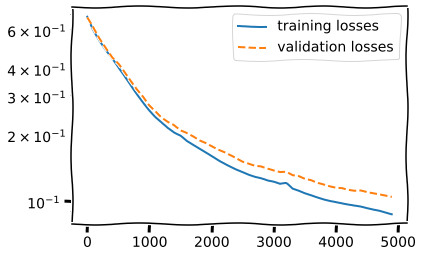 training losses
validation losses
6 × 10⁻¹
4 × 10⁻¹
3 × 10⁻¹
2 × 10⁻¹
10⁻¹
0 1000 2000 3000 4000 5000